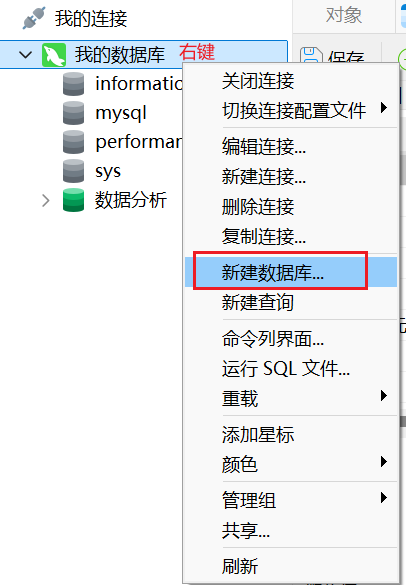 我的连接
对象
我的数据库 右键
保存
informatio
mysql
performar
sys
数据分析
关闭连接
切换连接配置文件
编辑连接...
新建连接...
删除连接
复制连接...
新建数据库...
新建查询
命令列界面...
运行 SQL 文件...
重载
添加星标
颜色
管理组
共享...
刷新